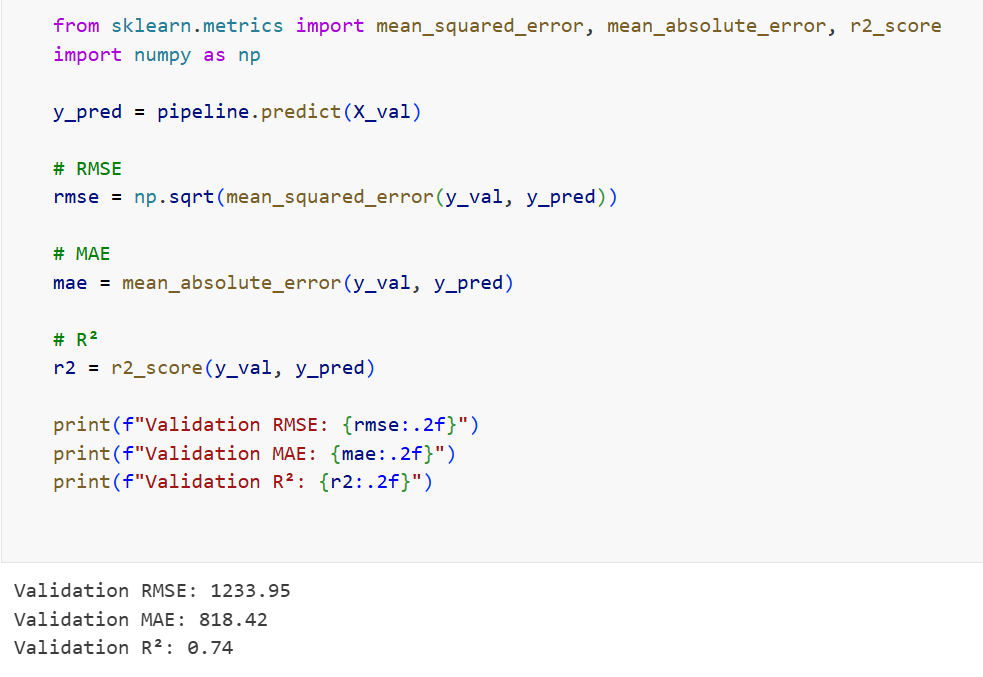 from sklearn.metrics import mean_squared_error, mean_absolute_error, r2_score
import numpy as np
y_pred = pipeline.predict(X_val)
# RMSE
rmse = np.sqrt(mean_squared_error(y_val, y_pred))
# MAE
mae = mean_absolute_error(y_val, y_pred)
# R²
r2 = r2_score(y_val, y_pred)
print(f"Validation RMSE: {rmse:.2f}")
print(f"Validation MAE: {mae:.2f}")
print(f"Validation R²: {r2:.2f}")
Validation RMSE: 1233.95
Validation MAE: 818.42
Validation R²: 0.74